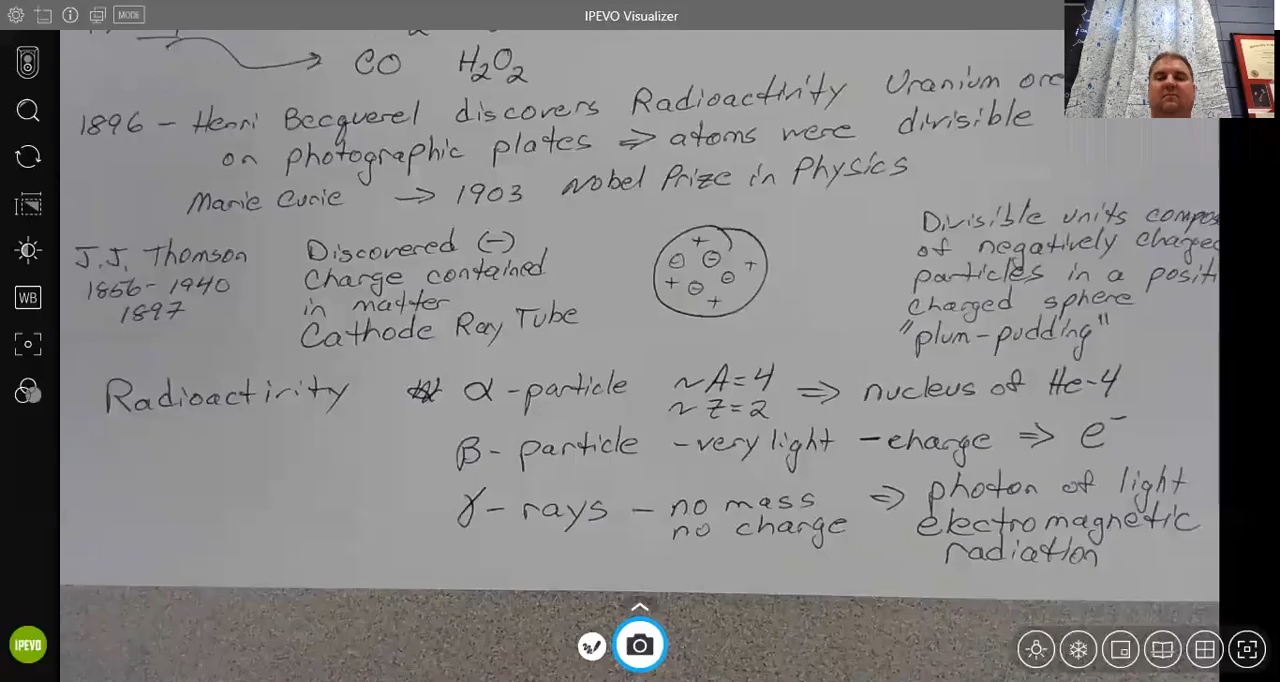 IPEVO Visualizer
MODE
CO H₂O₂
1896 - Henri Becquerel discovers Radioactivity Uranium ore
on photographic plates ⇒ atoms were divisible
Marie Curie → 1903 Nobel Prize in Physics
J.J. Thomson
1856-1940
1897
Discovered (-)
Charge contained
in matter
Cathode Ray Tube
+ - - + + - - +
Divisible units compos
of negatively charged
particles in a positi
charged sphere
"plum-pudding"
Radioactivity α-particle ~A=4 ⇒ nucleus of He-4
~Z=2
β-particle -very light -charge ⇒ e⁻
γ-rays - no mass ⇒ photon of light
no charge electromagnetic
radiation
WB
IPEVO